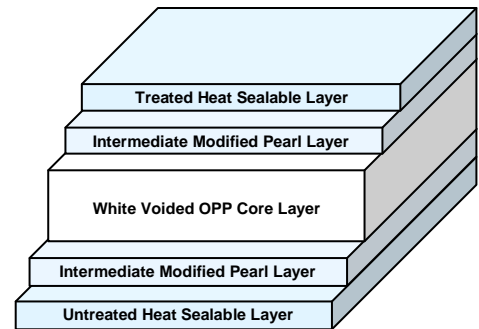 Treated Heat Sealable Layer
Intermediate Modified Pearl Layer
White Voided OPP Core Layer
Intermediate Modified Pearl Layer
Untreated Heat Sealable Layer